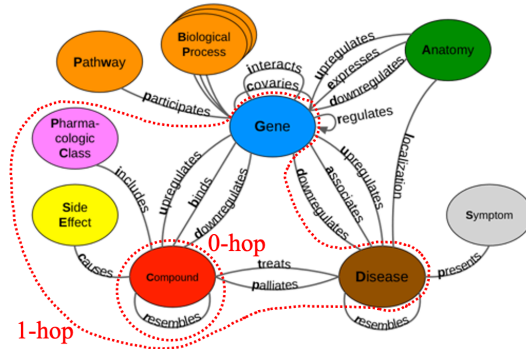 Pathway
Biological
Process
interacts
covaries
upregulates
expresses
downregulates
Anatomy
participates
Gene
regulates
Pharma-
cologic
Class
includes
upregulates
binds
downregulates
downregulates
associates
upregulates
localization
Side
Effect
Symptom
0-hop
causes
Compound
treats
palliates
Disease
presents
resembles
resembles
1-hop